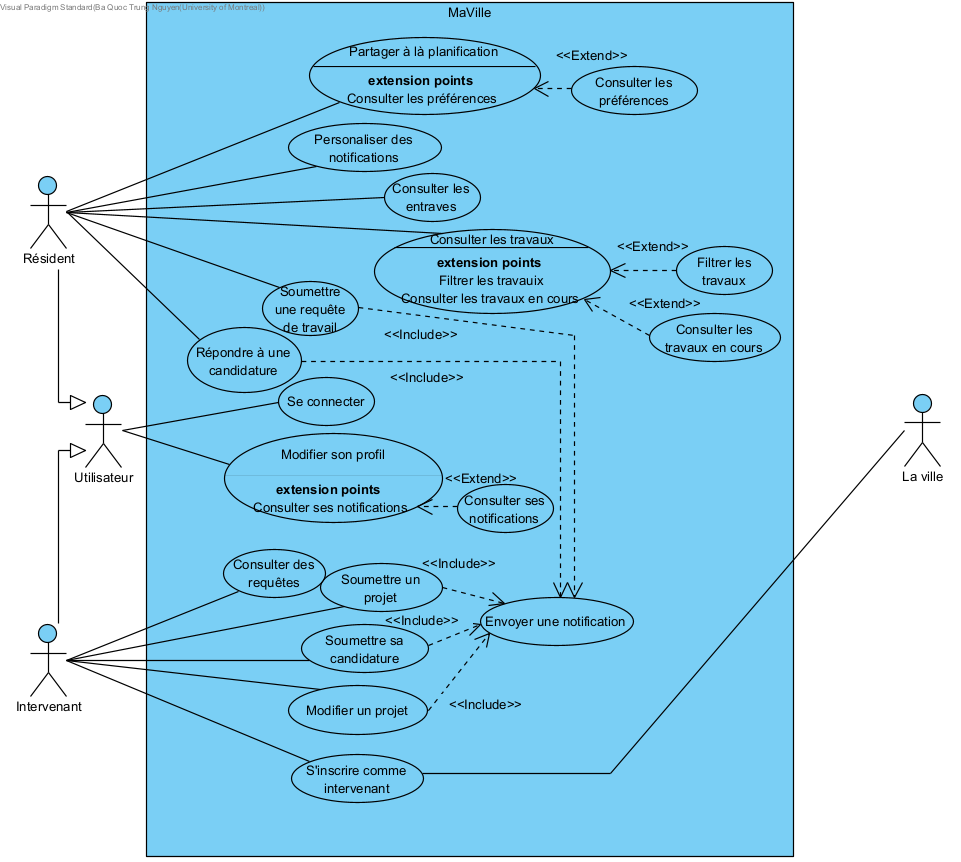 Visual Paradigm Standard(Ba Quoc Trung Nguyen(University of Montreal))
MaVille
Partager à là planification
extension points
Consulter les préférences
<<Extend>>
Consulter les
préférences
Personaliser des
notifications
Consulter les
entraves
Résident
Consulter les travaux
extension points
Filtrer les travauix
Consulter les travaux en cours
<<Extend>>
Filtrer les
travaux
<<Extend>>
Consulter les
travaux en cours
Soumettre
une requête
de travail
<<Include>>
Répondre à une
candidature
<<Include>>
Se connecter
Utilisateur
La ville
Modifier son profil
extension points
Consulter ses notifications
<<Extend>>
Consulter ses
notifications
Consulter des
requêtes
Soumettre un
projet
<<Include>>
Envoyer une notification
<<Include>>
Soumettre sa
candidature
Intervenant
Modifier un projet
<<Include>>
S'inscrire comme
intervenant